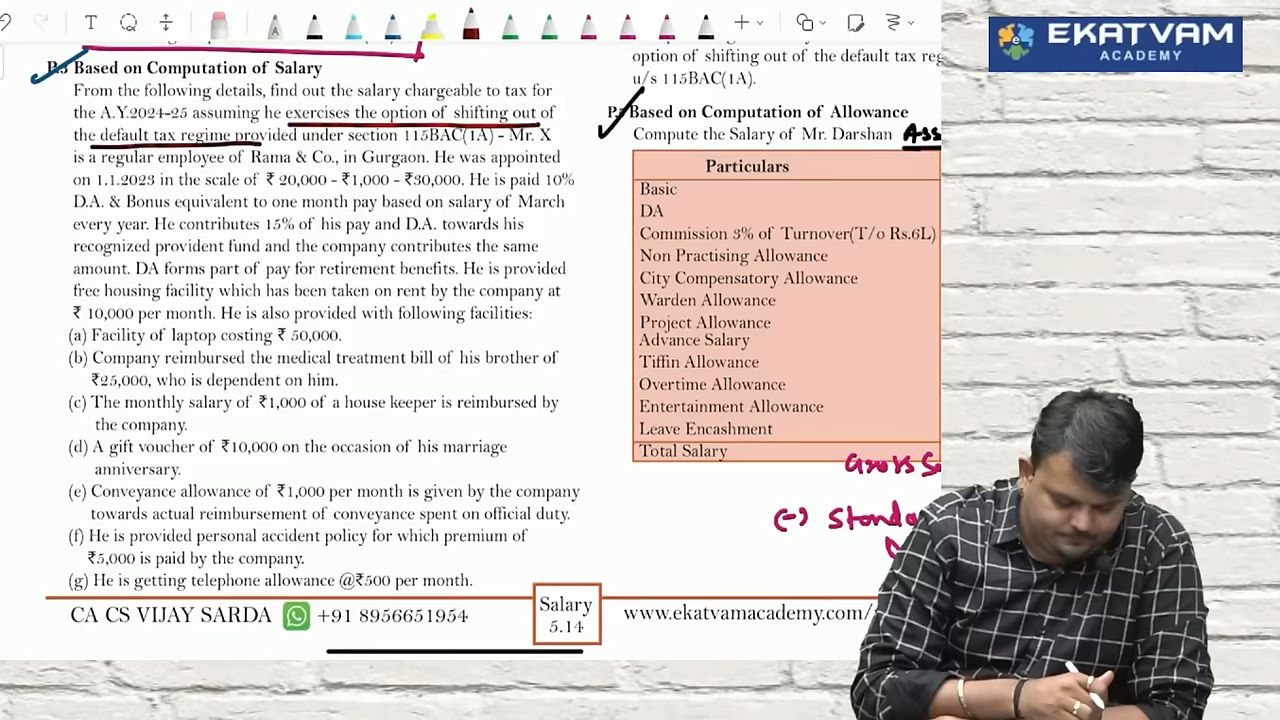 EKATVAM
ACADEMY
P.3 Based on Computation of Salary
From the following details, find out the salary chargeable to tax for
the A.Y.2024-25 assuming he exercises the option of shifting out of
the default tax regime provided under section 115BAC(1A) - Mr. X
is a regular employee of Rama & Co., in Gurgaon. He was appointed
on 1.1.2023 in the scale of ₹ 20,000 - ₹1,000 - ₹30,000. He is paid 10%
D.A. & Bonus equivalent to one month pay based on salary of March
every year. He contributes 15% of his pay and D.A. towards his
recognized provident fund and the company contributes the same
amount. DA forms part of pay for retirement benefits. He is provided
free housing facility which has been taken on rent by the company at
₹ 10,000 per month. He is also provided with following facilities:
(a) Facility of laptop costing ₹ 50,000.
(b) Company reimbursed the medical treatment bill of his brother of
₹25,000, who is dependent on him.
(c) The monthly salary of ₹1,000 of a house keeper is reimbursed by
the company.
(d) A gift voucher of ₹10,000 on the occasion of his marriage
anniversary.
(e) Conveyance allowance of ₹1,000 per month is given by the company
towards actual reimbursement of conveyance spent on official duty.
(f) He is provided personal accident policy for which premium of
₹5,000 is paid by the company.
(g) He is getting telephone allowance @₹500 per month.
option of shifting out of the default tax reg
u/s 115BAC(1A).
Based on Computation of Allowance
Compute the Salary of Mr. Darshan Ass
Particulars
Basic
DA
Commission 3% of Turnover(T/o Rs.6L)
Non Practising Allowance
City Compensatory Allowance
Warden Allowance
Project Allowance
Advance Salary
Tiffin Allowance
Overtime Allowance
Entertainment Allowance
Leave Encashment
Total Salary
Gross S
(-) Standa
CA CS VIJAY SARDA +91 8956651954
Salary
5.14
www.ekatvamacademy.com/